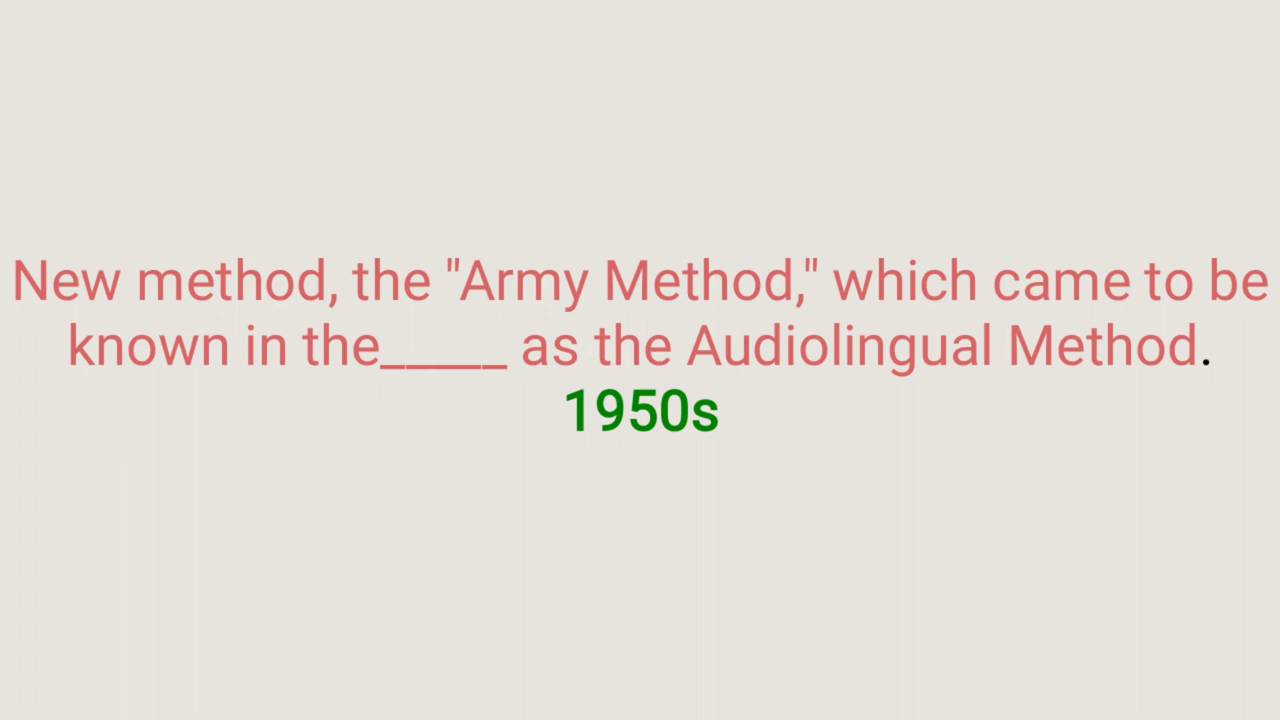 New method, the "Army Method," which came to be
known in the_____ as the Audiolingual Method.
1950s